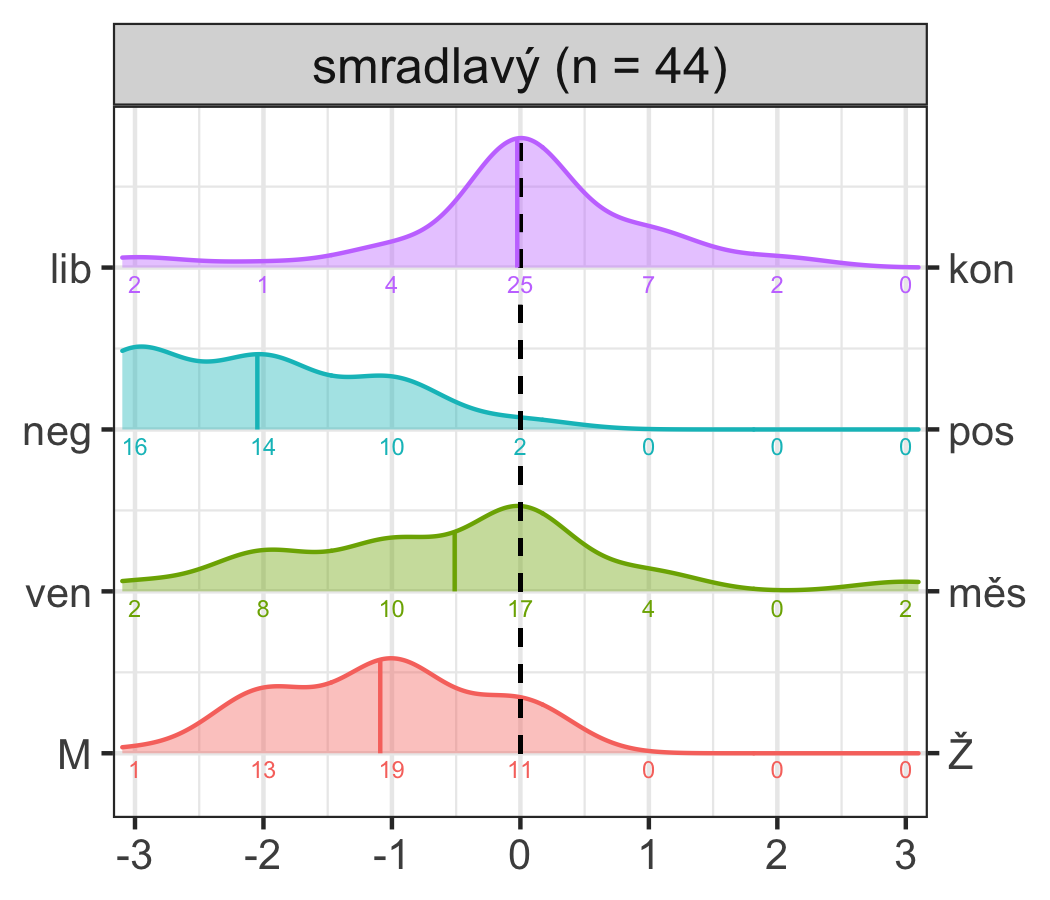 smradlavý (n = 44)
lib kon
2 1 4 25 7 2 0
neg pos
16 14 10 2 0 0 0
ven měs
2 8 10 17 4 0 2
M Ž
1 13 19 11 0 0 0
-3 -2 -1 0 1 2 3